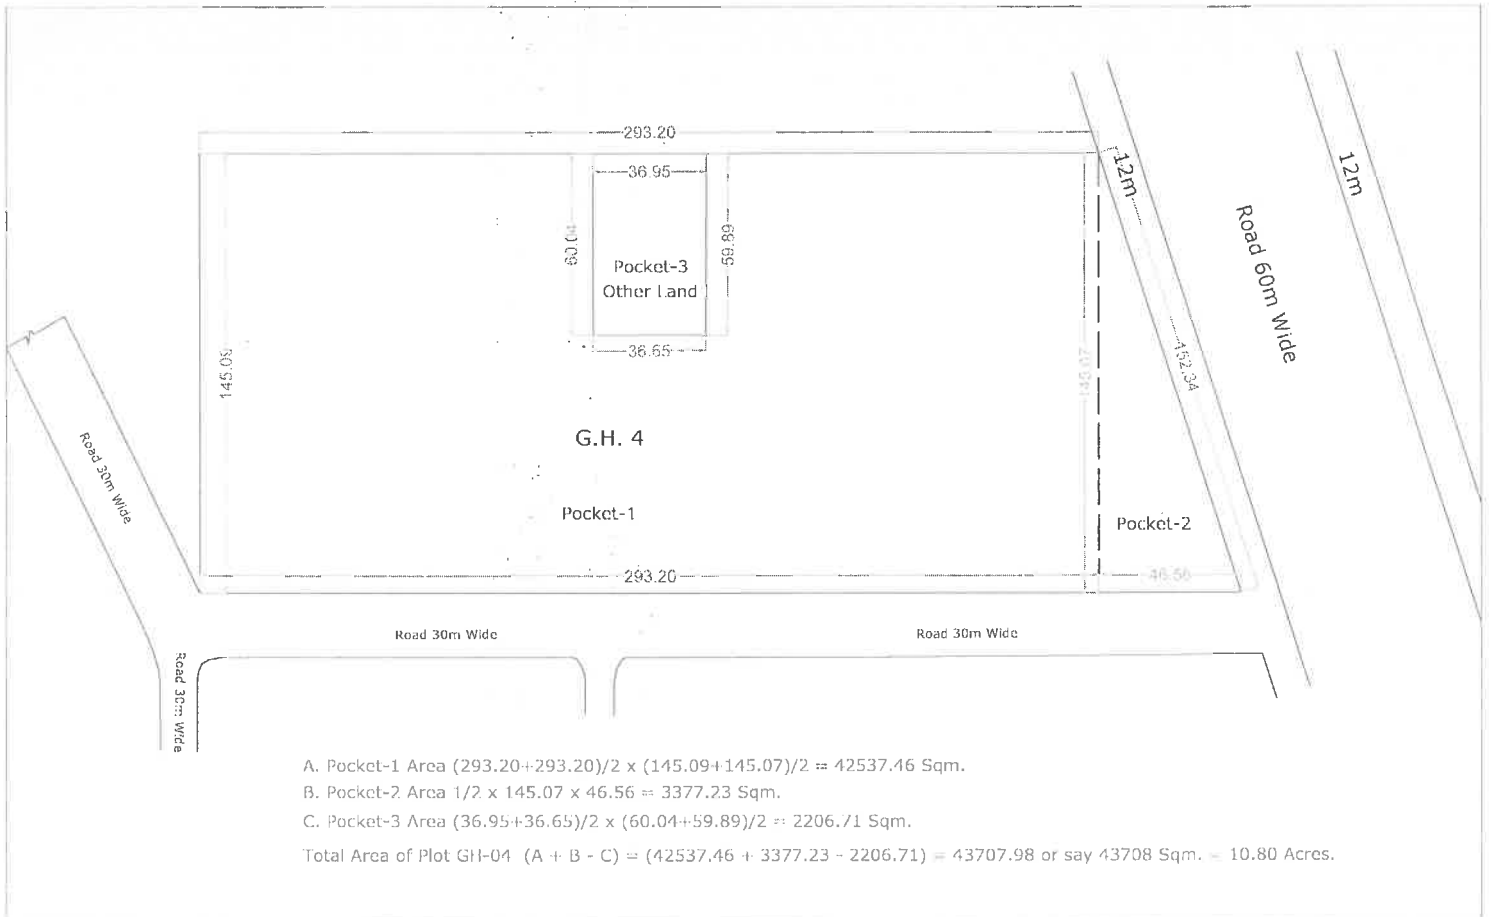 293.20
36.95
12m
12m
60.04
59.89
Pocket-3
Other Land
Road 60m Wide
36.65
145.09
145.07
152.34
G.H. 4
Road 30m Wide
Pocket-1
Pocket-2
293.20
46.56
Road 30m Wide
Road 30m Wide
Road 30m Wide
A. Pocket-1 Area (293.20+293.20)/2 x (145.09+145.07)/2 = 42537.46 Sqm.
B. Pocket-2 Area 1/2 x 145.07 x 46.56 = 3377.23 Sqm.
C. Pocket-3 Area (36.95+36.65)/2 x (60.04+59.89)/2 = 2206.71 Sqm.
Total Area of Plot GH-04 (A + B - C) = (42537.46 + 3377.23 - 2206.71) = 43707.98 or say 43708 Sqm. = 10.80 Acres.